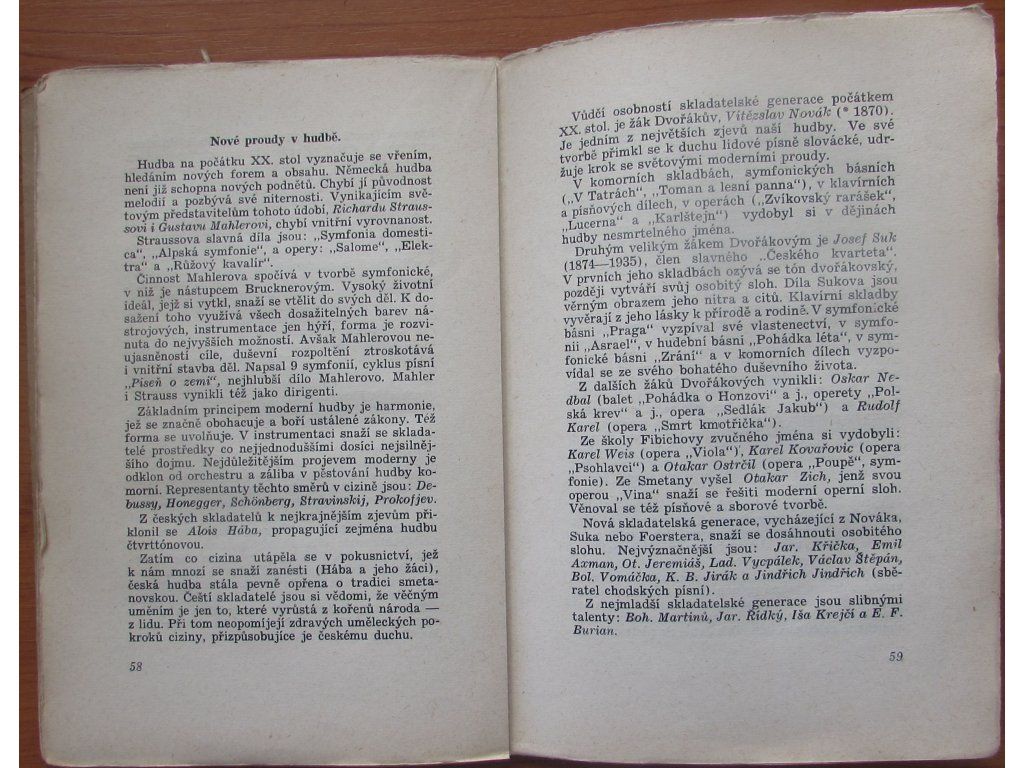 Nové proudy v hudbě.
Hudba na počátku XX. stol vyznačuje se vřením,
hledáním nových forem a obsahu. Německá hudba
není již schopna nových podnětů. Chybí jí původnost
melodií a pozbývá své niternosti. Vynikajícím svě-
tovým představitelům tohoto údobí, Richardu Straus-
sovi i Gustavu Mahlerovi, chybí vnitřní vyrovnanost.
Straussova slavná díla jsou: „Symfonia domesti-
ca“, „Alpská symfonie“, a opery: „Salome“, „Elek-
tra“ a „Růžový kavalír“.
Činnost Mahlerova spočívá v tvorbě symfonické,
v níž je nástupcem Brucknerovým. Vysoký životní
ideál, jejž si vytkl, snaží se vtělit do svých děl. K do-
sažení toho využívá všech dosažitelných barev ná-
strojových, instrumentace jen hýří, forma je rozvi-
nuta do nejvyšších možností. Avšak Mahlerovou ne-
ujasněností cíle, duševní rozpoltění ztroskotává
i vnitřní stavba děl. Napsal 9 symfonií, cyklus písní
„Píseň o zemi“, nejhlubší dílo Mahlerovo. Mahler
i Strauss vynikli též jako dirigenti.
Základním principem moderní hudby je harmonie,
jež se značně obohacuje a boří ustálené zákony. Též
forma se uvolňuje. V instrumentaci snaží se sklada-
telé prostředky co nejjednoduššími dosíci nejsilněj-
šího dojmu. Nejdůležitějším projevem moderny je
odklon od orchestru a záliba v pěstování hudby ko-
morní. Representanty těchto směrů v cizině jsou: De-
bussy, Honegger, Schönberg, Stravinskij, Prokofjev.
Z českých skladatelů k nejkrajnějším zjevům při-
klonil se Alois Hába, propagující zejména hudbu
čtvrttónovou.
Zatím co cizina utápěla se v pokusnictví, jež
k nám mnozí se snaží zanésti (Hába a jeho žáci),
česká hudba stála pevně opřena o tradici smeta-
novskou. Čeští skladatelé jsou si vědomi, že věčným
uměním je jen to, které vyrůstá z kořenů národa —
z lidu. Při tom neopomíjejí zdravých uměleckých po-
kroků ciziny, přizpůsobujíce je českému duchu.
58
Vůdčí osobností skladatelské generace počátkem
XX. stol. je žák Dvořákův, Vítězslav Novák (* 1870).
Je jedním z největších zjevů naší hudby. Ve své
tvorbě přimkl se k duchu lidové písně slovácké, udr-
žuje krok se světovými moderními proudy.
V komorních skladbách, symfonických básních
(„V Tatrách“, „Toman a lesní panna“), v klavírních
a písňových dílech, v operách („Zvíkovský rarášek“,
„Lucerna“ a „Karlštejn“) vydobyl si v dějinách
hudby nesmrtelného jména.
Druhým velikým žákem Dvořákovým je Josef Suk
(1874—1935), člen slavného „Českého kvarteta“.
V prvních jeho skladbách ozývá se tón dvořákovský,
později vytváří svůj osobitý sloh. Díla Sukova jsou
věrným obrazem jeho nitra a citů. Klavírní skladby
vyvěrají z jeho lásky k přírodě a rodině. V symfonické
básni „Praga“ vyzpíval své vlastenectví, v symfo-
nii „Asrael“, v hudební básni „Pohádka léta“, v sym-
fonické básni „Zrání“ a v komorních dílech vyzpo-
vídal se ze svého bohatého duševního života.
Z dalších žáků Dvořákových vynikli: Oskar Ne-
dbal (balet „Pohádka o Honzovi“ a j., operety „Pol-
ská krev“ a j., opera „Sedlák Jakub“) a Rudolf
Karel (opera „Smrt kmotřička“).
Ze školy Fibichovy zvučného jména si vydobyli:
Karel Weis (opera „Viola“), Karel Kovařovic (opera
„Psohlavci“) a Otakar Ostrčil (opera „Poupě“, sym-
fonie). Ze Smetany vyšel Otakar Zich, jenž svou
operou „Vina“ snaží se řešiti moderní operní sloh.
Věnoval se též písňové a sborové tvorbě.
Nová skladatelská generace, vycházející z Nováka,
Suka nebo Foerstera, snaží se dosáhnouti osobitého
slohu. Nejvýznačnější jsou: Jar. Křička, Emil
Axman, Ot. Jeremiáš, Lad. Vycpálek, Václav Štěpán,
Bol. Vomáčka, K. B. Jirák a Jindřich Jindřich (sbě-
ratel chodských písní).
Z nejmladší skladatelské generace jsou slibnými
talenty: Boh. Martinů, Jar. Řídký, Iša Krejčí a E. F.
Burian.
59